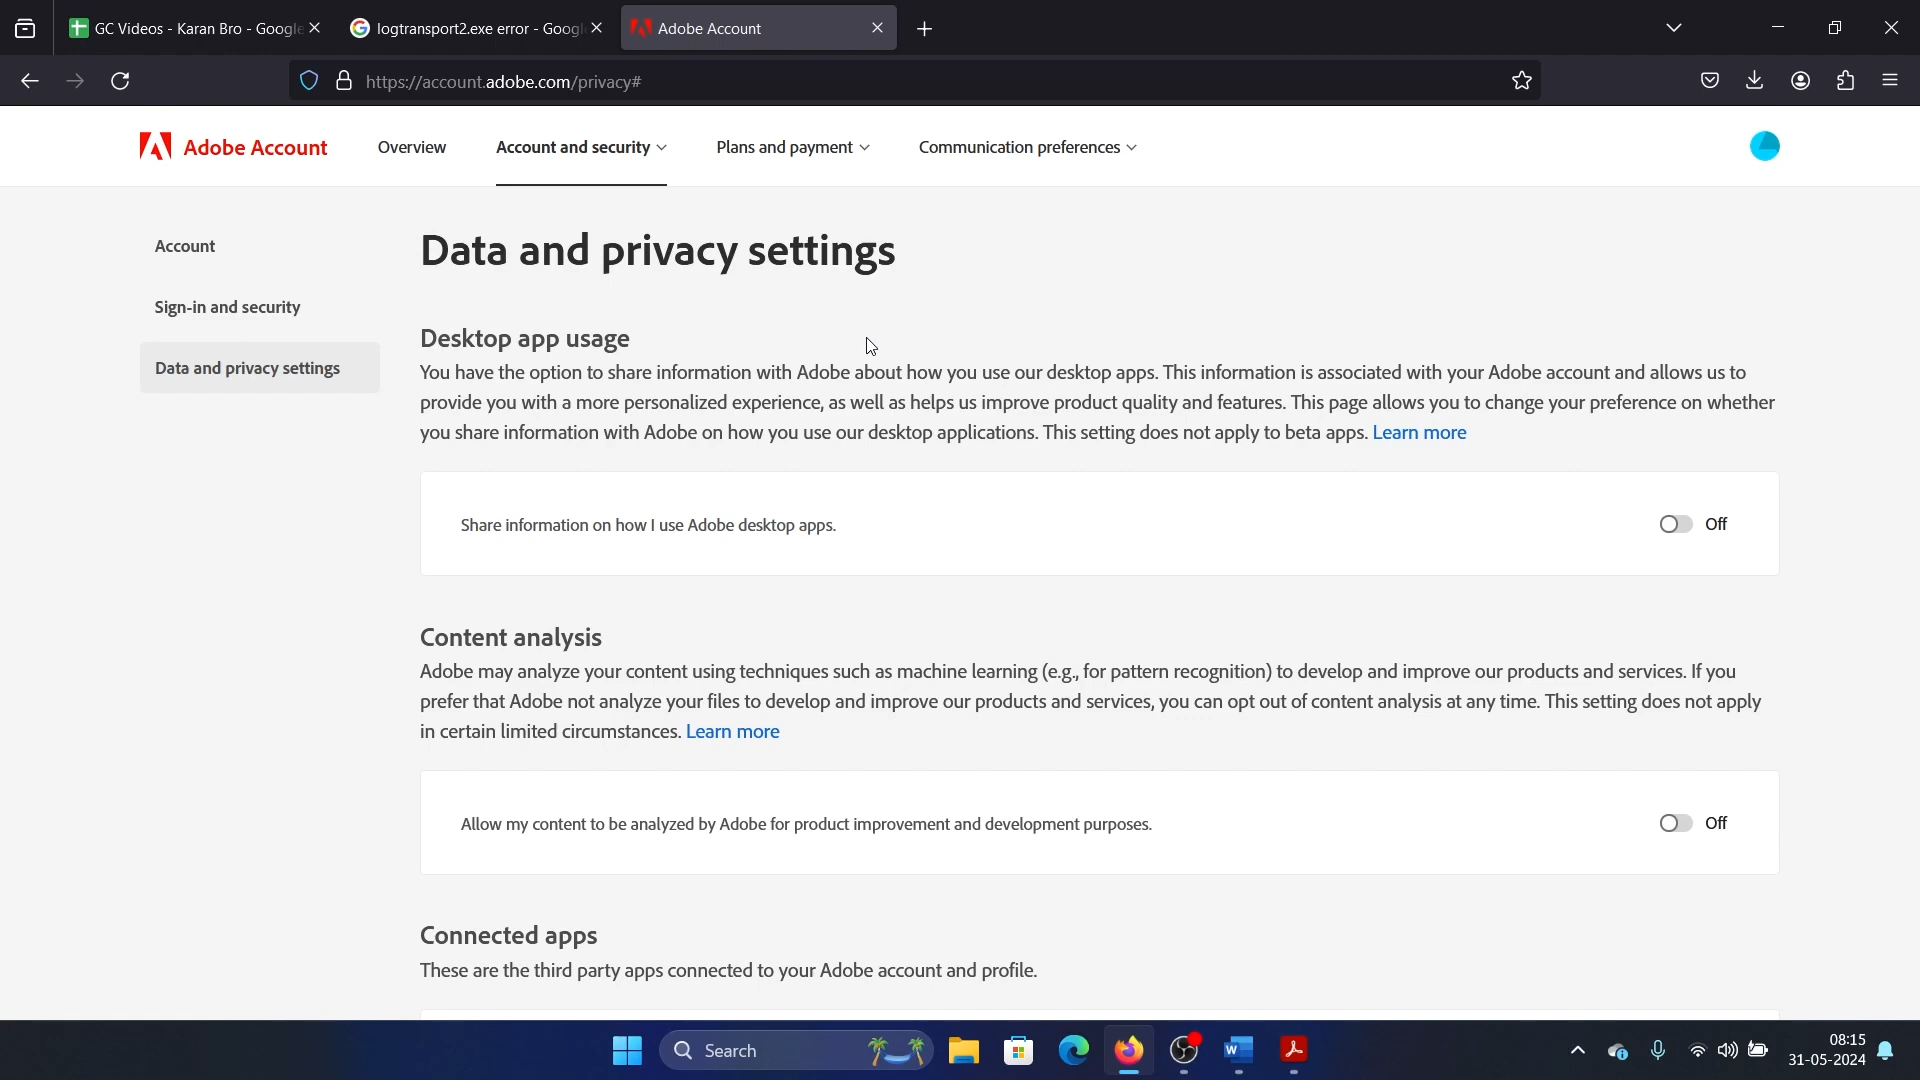 GC Videos - Karan Bro - Google
logtransport2.exe error - Googl
Adobe Account
https://account.adobe.com/privacy#
Adobe Account
Overview
Account and security
Plans and payment
Communication preferences
Account
Sign-in and security
Data and privacy settings
Data and privacy settings
Desktop app usage
You have the option to share information with Adobe about how you use our desktop apps. This information is associated with your Adobe account and allows us to
provide you with a more personalized experience, as well as helps us improve product quality and features. This page allows you to change your preference on whether
you share information with Adobe on how you use our desktop applications. This setting does not apply to beta apps. Learn more
Share information on how I use Adobe desktop apps.
Off
Content analysis
Adobe may analyze your content using techniques such as machine learning (e.g., for pattern recognition) to develop and improve our products and services. If you
prefer that Adobe not analyze your files to develop and improve our products and services, you can opt out of content analysis at any time. This setting does not apply
in certain limited circumstances. Learn more
Allow my content to be analyzed by Adobe for product improvement and development purposes.
Off
Connected apps
These are the third party apps connected to your Adobe account and profile.
Search
08:15
31-05-2024